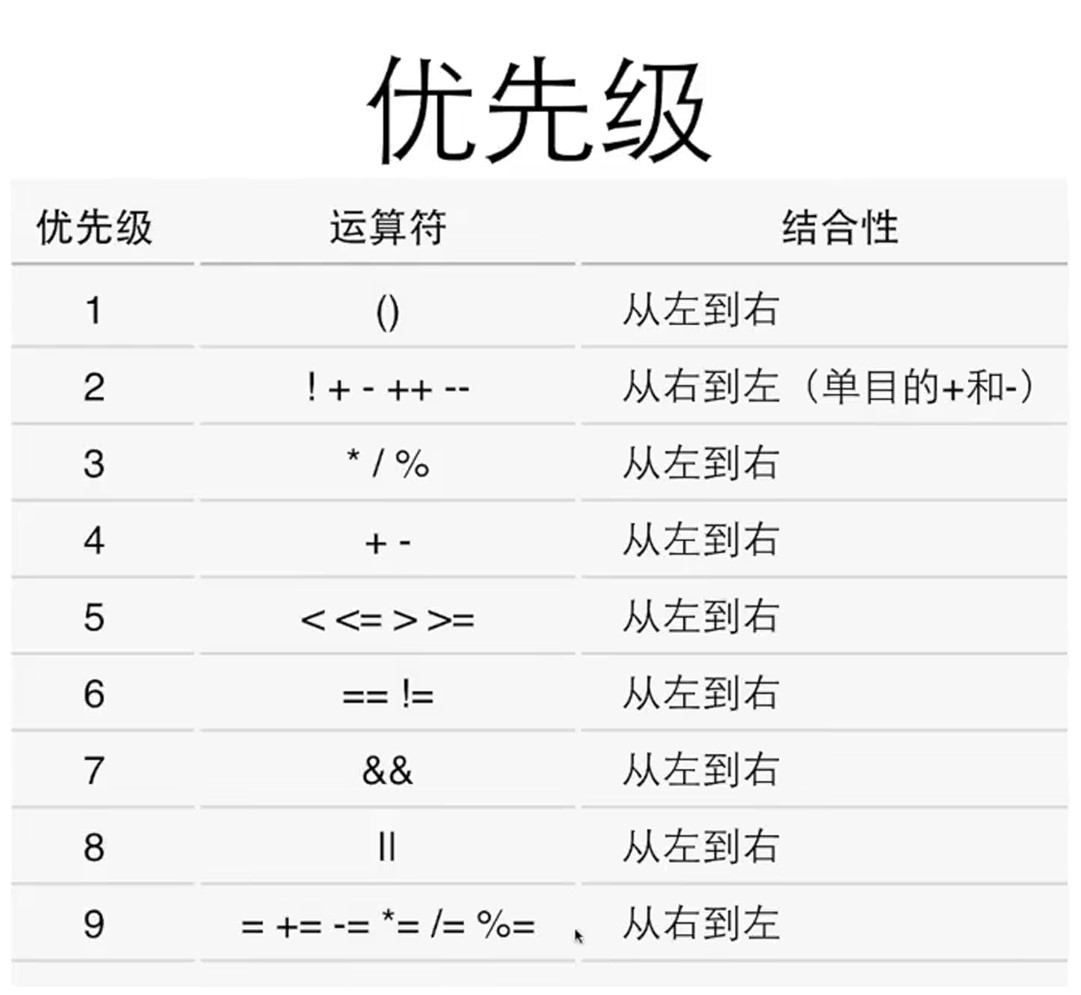 优先级
优先级 运算符 结合性
1 () 从左到右
2 ! + - ++ -- 从右到左（单目的+和-）
3 * / % 从左到右
4 + - 从左到右
5 < <= > >= 从左到右
6 == != 从左到右
7 && 从左到右
8 || 从左到右
9 = += -= *= /= %= 从右到左